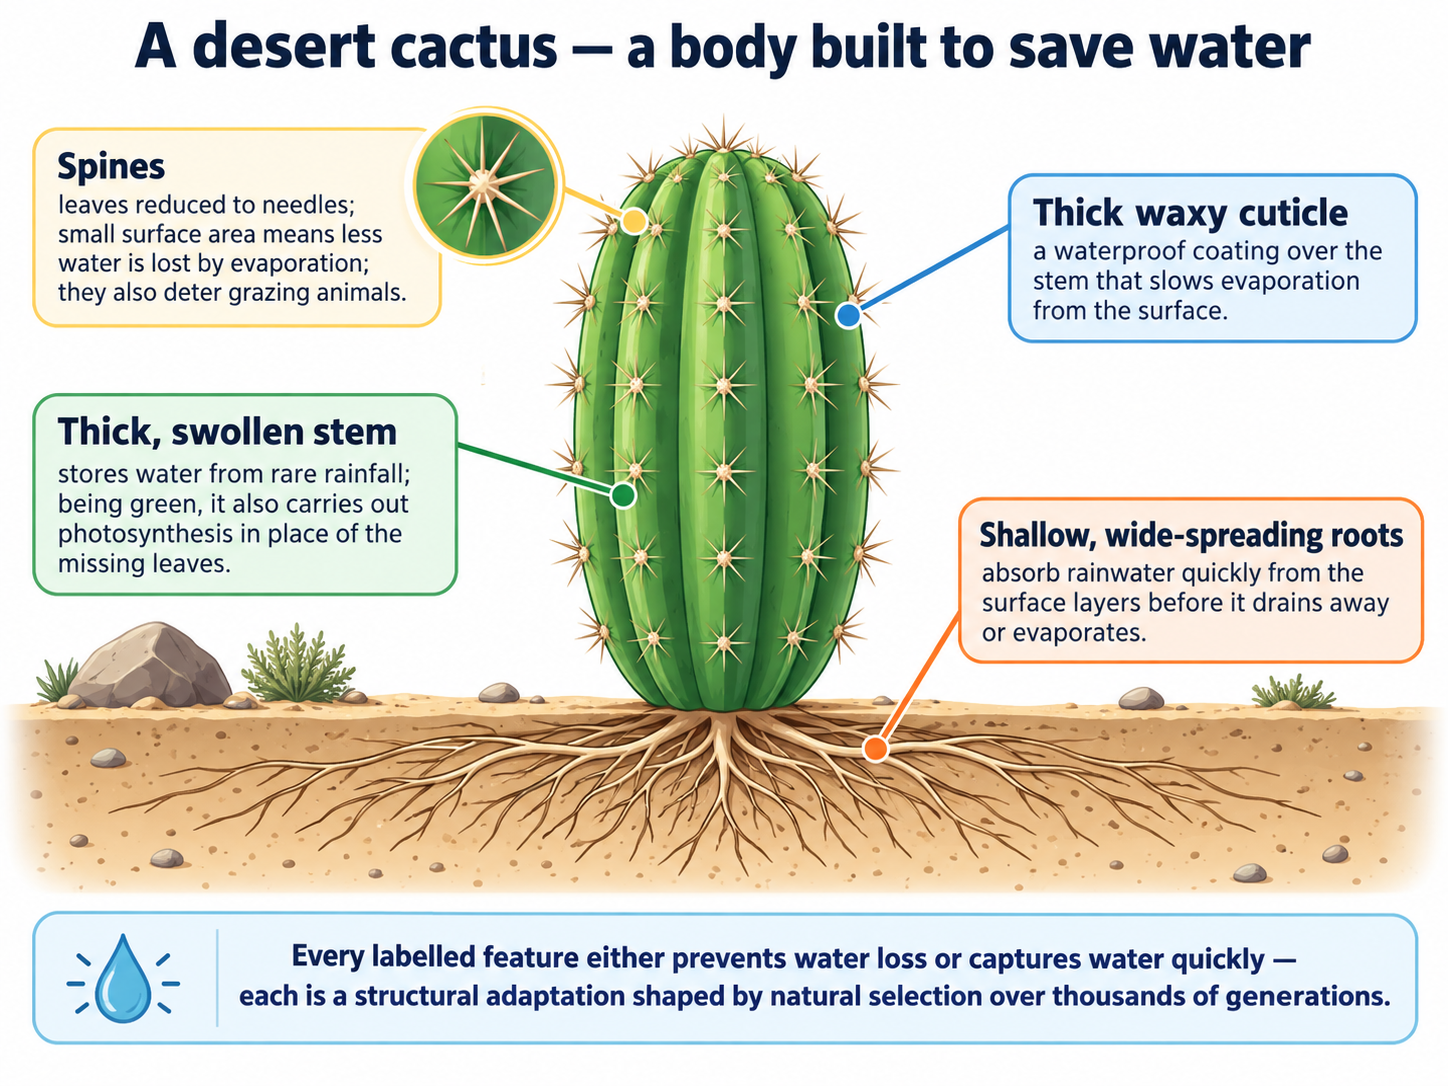 A desert cactus — a body built to save water
Spines
leaves reduced to needles;
small surface area means less
water is lost by evaporation;
they also deter grazing animals.
Thick waxy cuticle
a waterproof coating over the
stem that slows evaporation
from the surface.
Thick, swollen stem
stores water from rare rainfall;
being green, it also carries out
photosynthesis in place of the
missing leaves.
Shallow, wide-spreading roots
absorb rainwater quickly from the
surface layers before it drains away
or evaporates.
Every labelled feature either prevents water loss or captures water quickly —
each is a structural adaptation shaped by natural selection over thousands of generations.